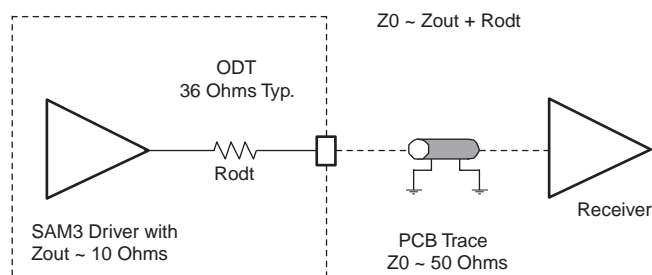 Z0 ~ Zout + Rodt
ODT
36 Ohms Typ.
Rodt
Receiver
SAM3 Driver with
Zout ~ 10 Ohms
PCB Trace
Z0 ~ 50 Ohms